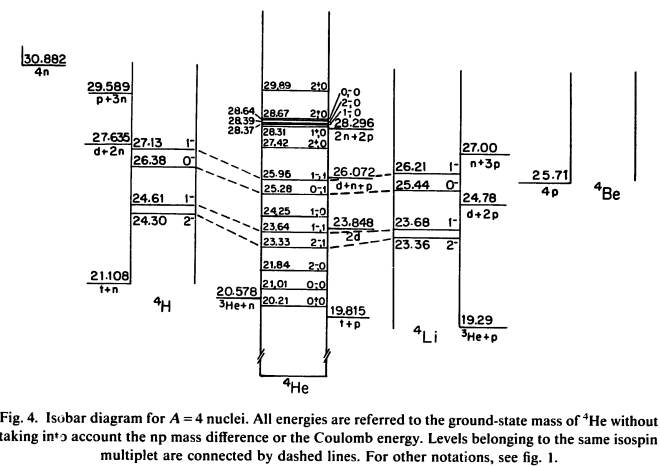 30.882
4n
29.589
p+3n
27.635
d+2n
27.13 1-
26.38 0-
24.61 1-
24.30 2-
21.108
t+n
4H
29.89 2+,0
28.64
28.39
28.37
28.67 2+,0
0-,0
2-,0
1-,0
28.31 1+,0
28.296
2n+2p
27.42 2+,0
25.96 1-,1
26.072
d+n+p
25.28 0-,1
24.25 1-,0
23.64 1-,1
23.848
2d
23.33 2-,1
21.84 2-,0
21.01 0-,0
20.578
3He+n
20.21 0+,0
19.815
t+p
4He
26.21 1-
25.44 0-
23.68 1-
23.36 2-
4Li
27.00
n+3p
24.78
d+2p
19.29
3He+p
25.71
4p
4Be
Fig. 4. Isobar diagram for A = 4 nuclei. All energies are referred to the ground-state mass of 4He without
taking into account the np mass difference or the Coulomb energy. Levels belonging to the same isospin
multiplet are connected by dashed lines. For other notations, see fig. 1.